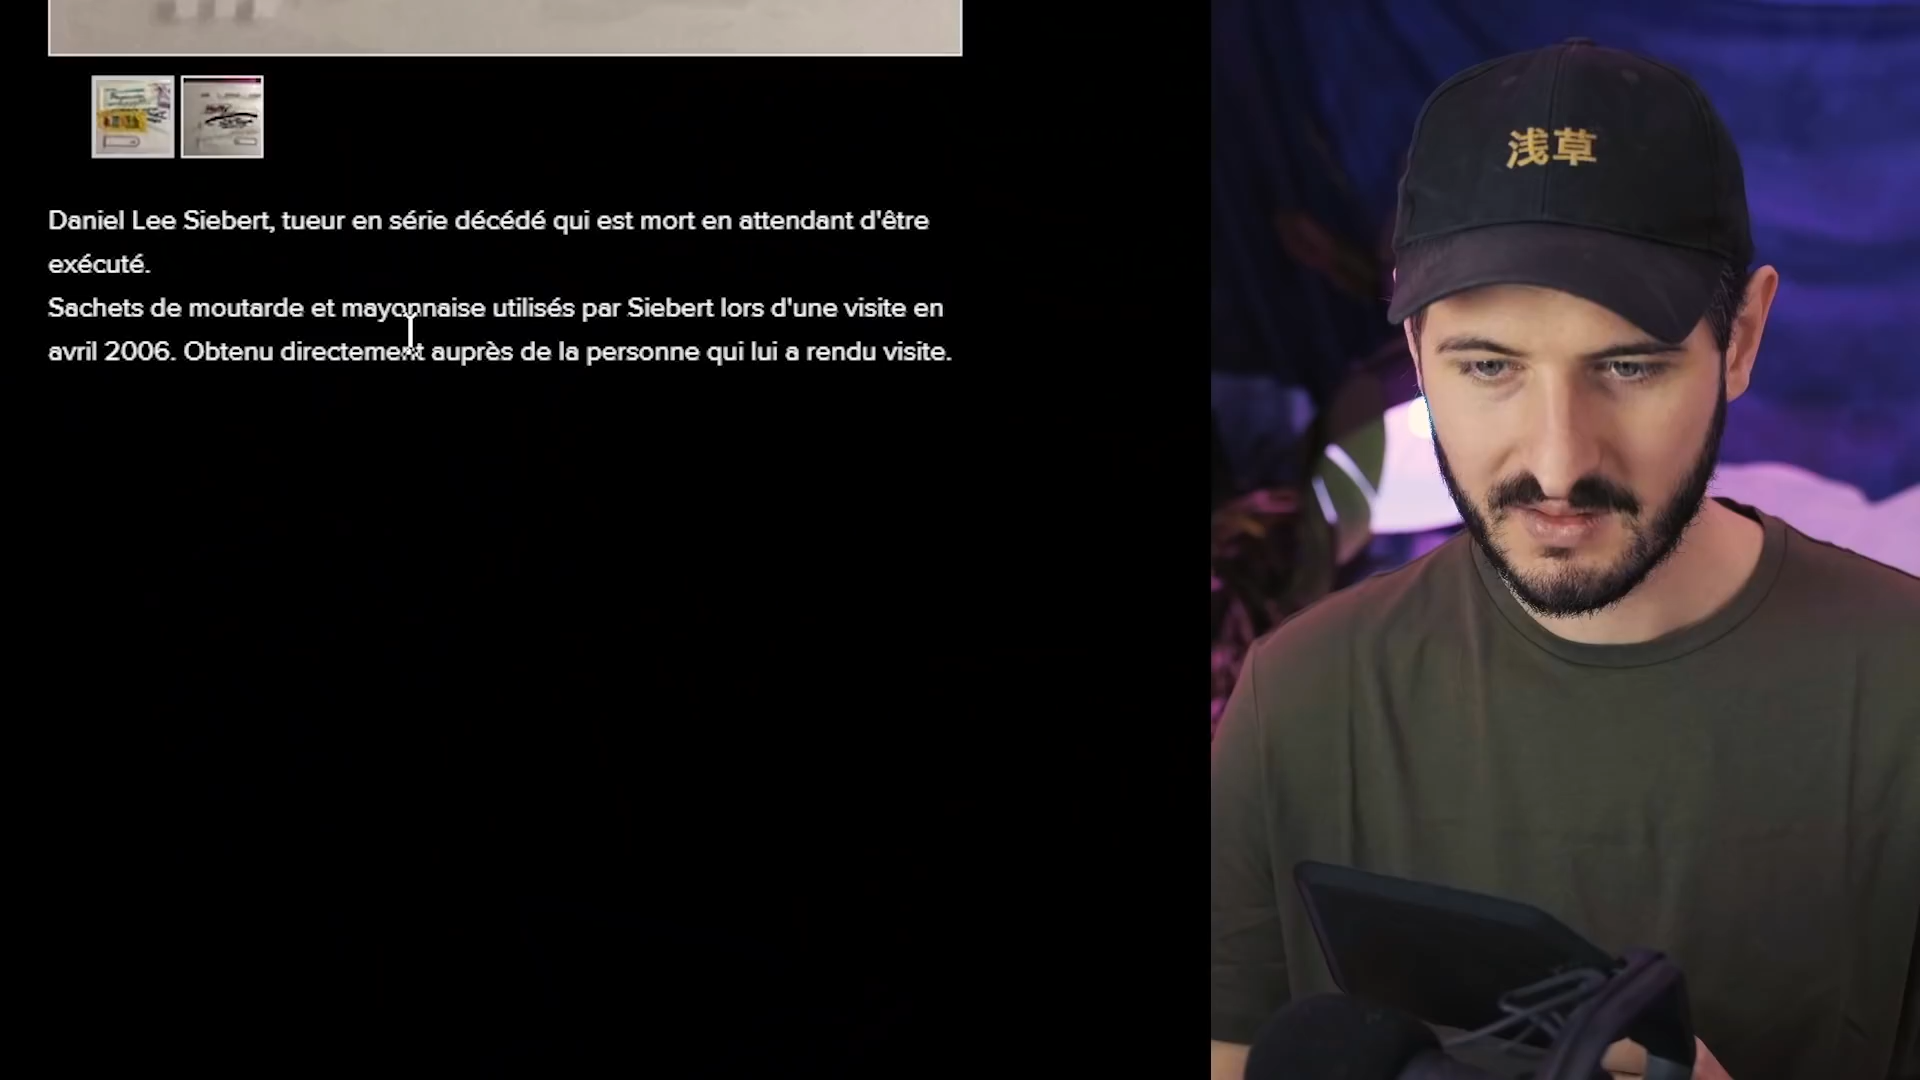 Daniel Lee Siebert, tueur en série décédé qui est mort en attendant d'être
exécuté.
Sachets de moutarde et mayonnaise utilisés par Siebert lors d'une visite en
avril 2006. Obtenu directement auprès de la personne qui lui a rendu visite.
浅草